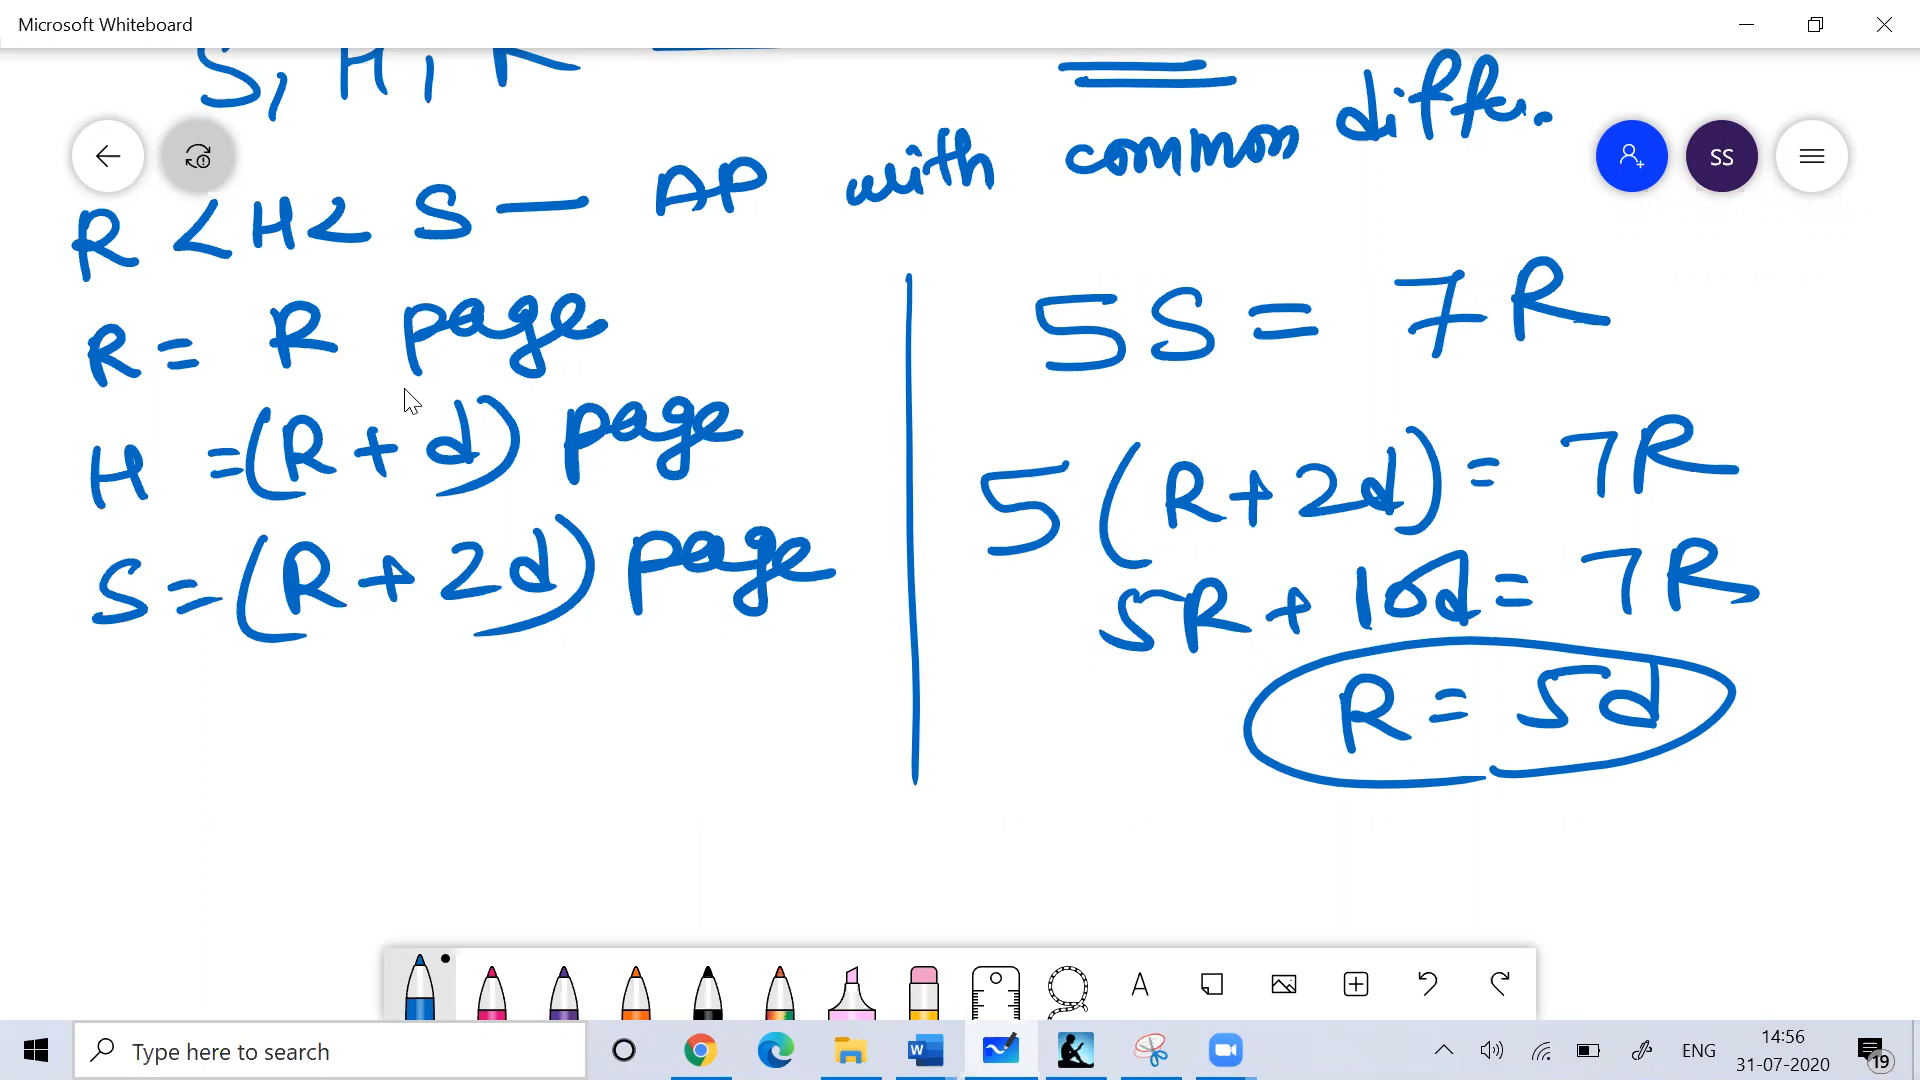 Microsoft Whiteboard
S, H, R
R < H < S — AP with common differ.
SS
R = R page
H = (R + d) page
S = (R + 2d) page
5S = 7R
5(R+2d) = 7R
5R + 10d = 7R
R = 5d
A
Type here to search
ENG
14:56
31-07-2020
19